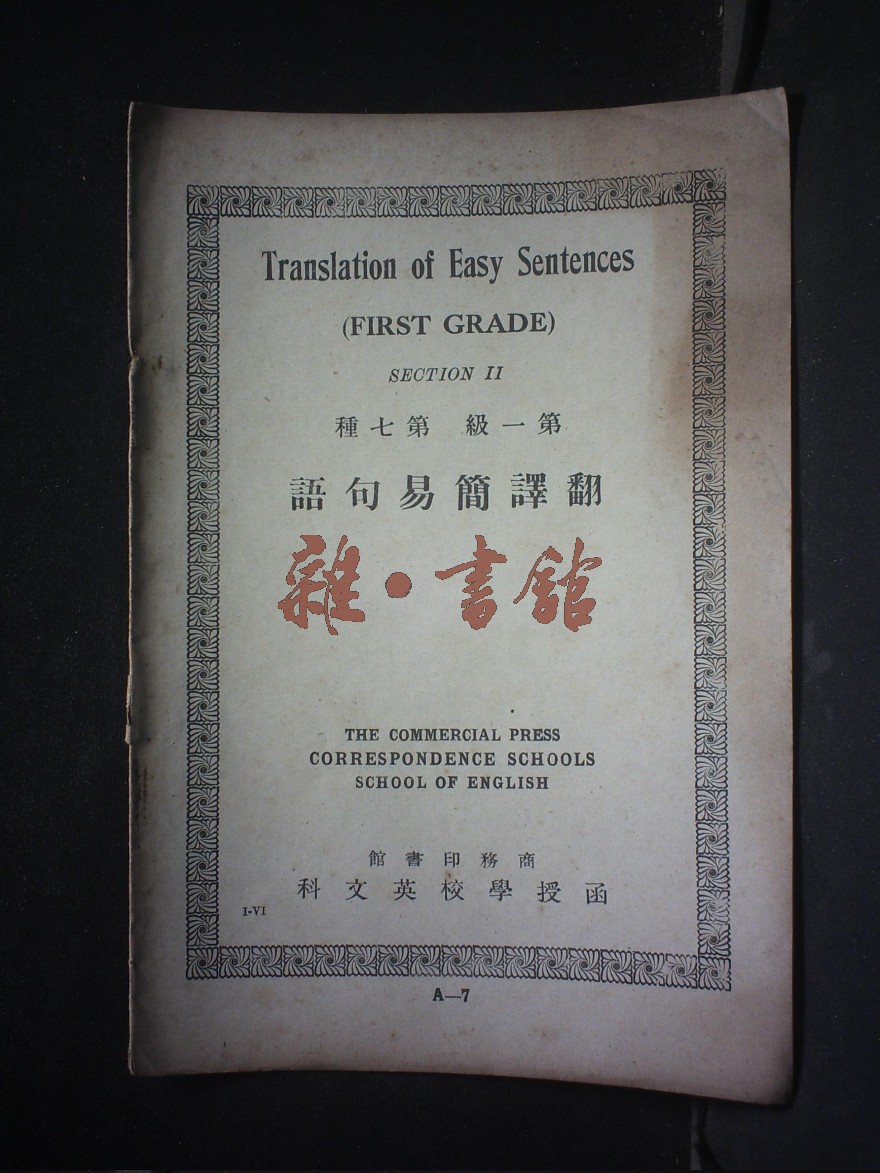 Translation of Easy Sentences
(FIRST GRADE)
SECTION II
第一級 第七種
翻譯簡易句語
雜·書館
THE COMMERCIAL PRESS
CORRESPONDENCE SCHOOLS
SCHOOL OF ENGLISH
商務印書館
函授學校英文科
I-VI
A—7